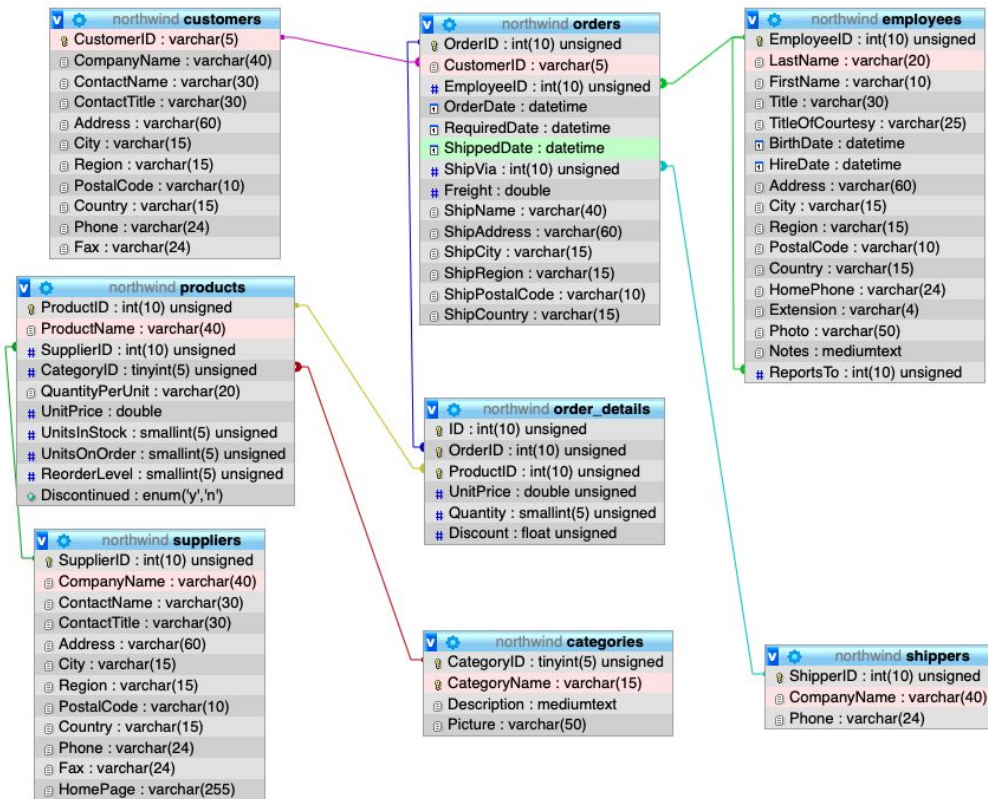 northwind customers
CustomerID : varchar(5)
CompanyName : varchar(40)
ContactName : varchar(30)
ContactTitle : varchar(30)
Address : varchar(60)
City : varchar(15)
Region : varchar(15)
PostalCode : varchar(10)
Country : varchar(15)
Phone : varchar(24)
Fax : varchar(24)
northwind orders
OrderID : int(10) unsigned
CustomerID : varchar(5)
EmployeeID : int(10) unsigned
OrderDate : datetime
RequiredDate : datetime
ShippedDate : datetime
ShipVia : int(10) unsigned
Freight : double
ShipName : varchar(40)
ShipAddress : varchar(60)
ShipCity : varchar(15)
ShipRegion : varchar(15)
ShipPostalCode : varchar(10)
ShipCountry : varchar(15)
northwind employees
EmployeeID : int(10) unsigned
LastName : varchar(20)
FirstName : varchar(10)
Title : varchar(30)
TitleOfCourtesy : varchar(25)
BirthDate : datetime
HireDate : datetime
Address : varchar(60)
City : varchar(15)
Region : varchar(15)
PostalCode : varchar(10)
Country : varchar(15)
HomePhone : varchar(24)
Extension : varchar(4)
Photo : varchar(50)
Notes : mediumtext
ReportsTo : int(10) unsigned
northwind products
ProductID : int(10) unsigned
ProductName : varchar(40)
SupplierID : int(10) unsigned
CategoryID : tinyint(5) unsigned
QuantityPerUnit : varchar(20)
UnitPrice : double
UnitsInStock : smallint(5) unsigned
UnitsOnOrder : smallint(5) unsigned
ReorderLevel : smallint(5) unsigned
Discontinued : enum('y','n')
northwind order_details
ID : int(10) unsigned
OrderID : int(10) unsigned
ProductID : int(10) unsigned
UnitPrice : double unsigned
Quantity : smallint(5) unsigned
Discount : float unsigned
northwind suppliers
SupplierID : int(10) unsigned
CompanyName : varchar(40)
ContactName : varchar(30)
ContactTitle : varchar(30)
Address : varchar(60)
City : varchar(15)
Region : varchar(15)
PostalCode : varchar(10)
Country : varchar(15)
Phone : varchar(24)
Fax : varchar(24)
HomePage : varchar(255)
northwind categories
CategoryID : tinyint(5) unsigned
CategoryName : varchar(15)
Description : mediumtext
Picture : varchar(50)
northwind shippers
ShipperID : int(10) unsigned
CompanyName : varchar(40)
Phone : varchar(24)